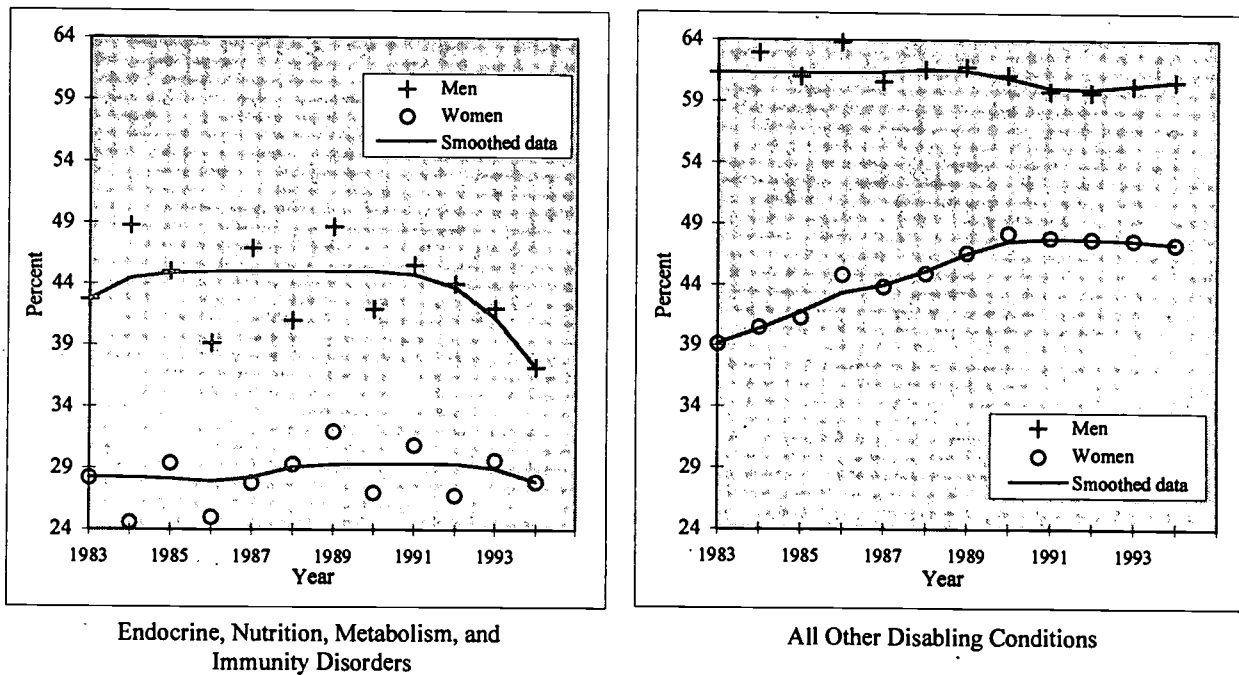 64
59
54
49
44
39
34
29
24
Percent
Men
Women
Smoothed data
1983 1985 1987 1989 1991 1993
Year
Endocrine, Nutrition, Metabolism, and
Immunity Disorders
64
59
54
49
44
39
34
29
24
Percent
Men
Women
Smoothed data
1983 1985 1987 1989 1991 1993
Year
All Other Disabling Conditions